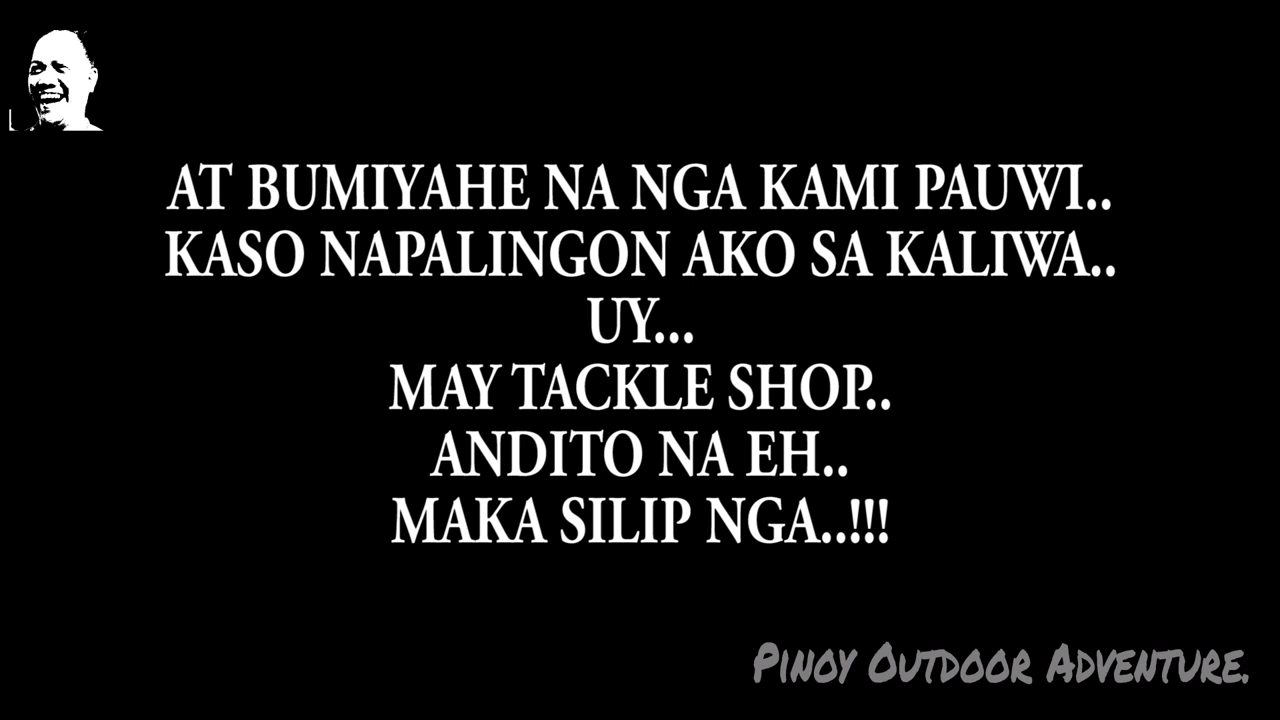 AT BUMIYAHE NA NGA KAMI PAUWI..
KASO NAPALINGON AKO SA KALIWA..
UY...
MAY TACKLE SHOP..
ANDITO NA EH..
MAKA SILIP NGA..!!!
PINOY OUTDOOR ADVENTURE.